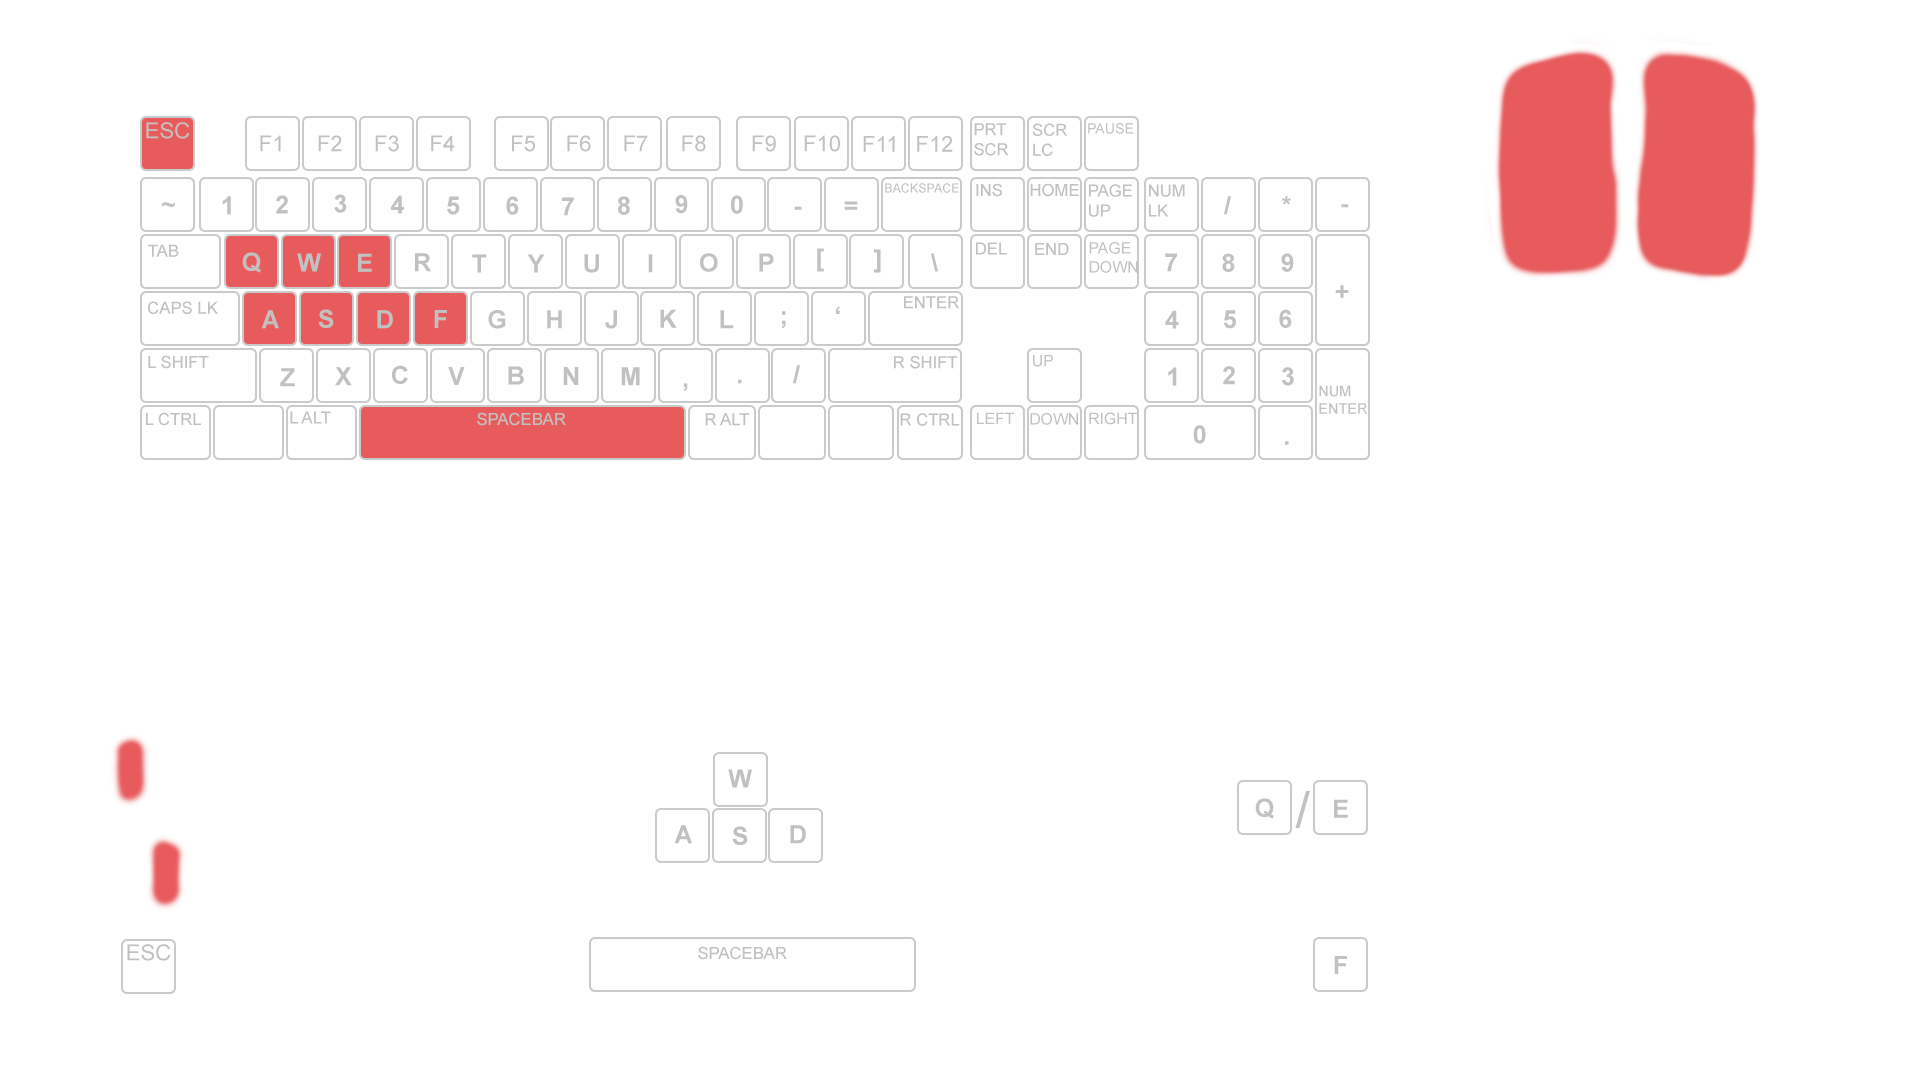 ESC F1 F2 F3 F4 F5 F6 F7 F8 F9 F10 F11 F12 PRT SCR SCR LC PAUSE
~ 1 2 3 4 5 6 7 8 9 0 - = BACKSPACE INS HOME PAGE UP NUM LK / * -
TAB Q W E R T Y U I O P [ ] \ DEL END PAGE DOWN 7 8 9 +
CAPS LK A S D F G H J K L ; ‘ ENTER 4 5 6
L SHIFT Z X C V B N M , . / R SHIFT UP 1 2 3 NUM ENTER
L CTRL L ALT SPACEBAR R ALT R CTRL LEFT DOWN RIGHT 0 .
W
A S D
Q / E
ESC SPACEBAR F